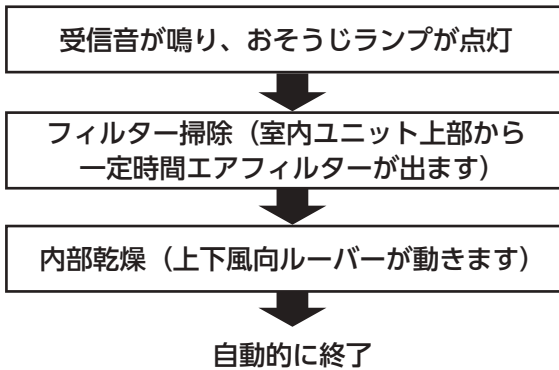 受信音が鳴り、おそうじランプが点灯
フィルター掃除（室内ユニット上部から
一定時間エアフィルターが出ます）
内部乾燥（上下風向ルーバーが動きます）
自動的に終了